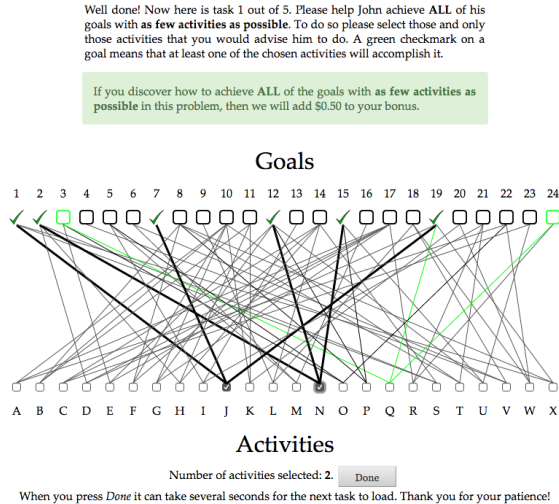 Well done! Now here is task 1 out of 5. Please help John achieve ALL of his
goals with as few activities as possible. To do so please select those and only
those activities that you would advise him to do. A green checkmark on a
goal means that at least one of the chosen activities will accomplish it.
If you discover how to achieve ALL of the goals with as few activities as
possible in this problem, then we will add $0.50 to your bonus.
Goals
1 2 3 4 5 6 7 8 9 10 11 12 13 14 15 16 17 18 19 20 21 22 23 24
A B C D E F G H I J K L M N O P Q R S T U V W X
Activities
Number of activities selected: 2. Done
When you press Done it can take several seconds for the next task to load. Thank you for your patience!